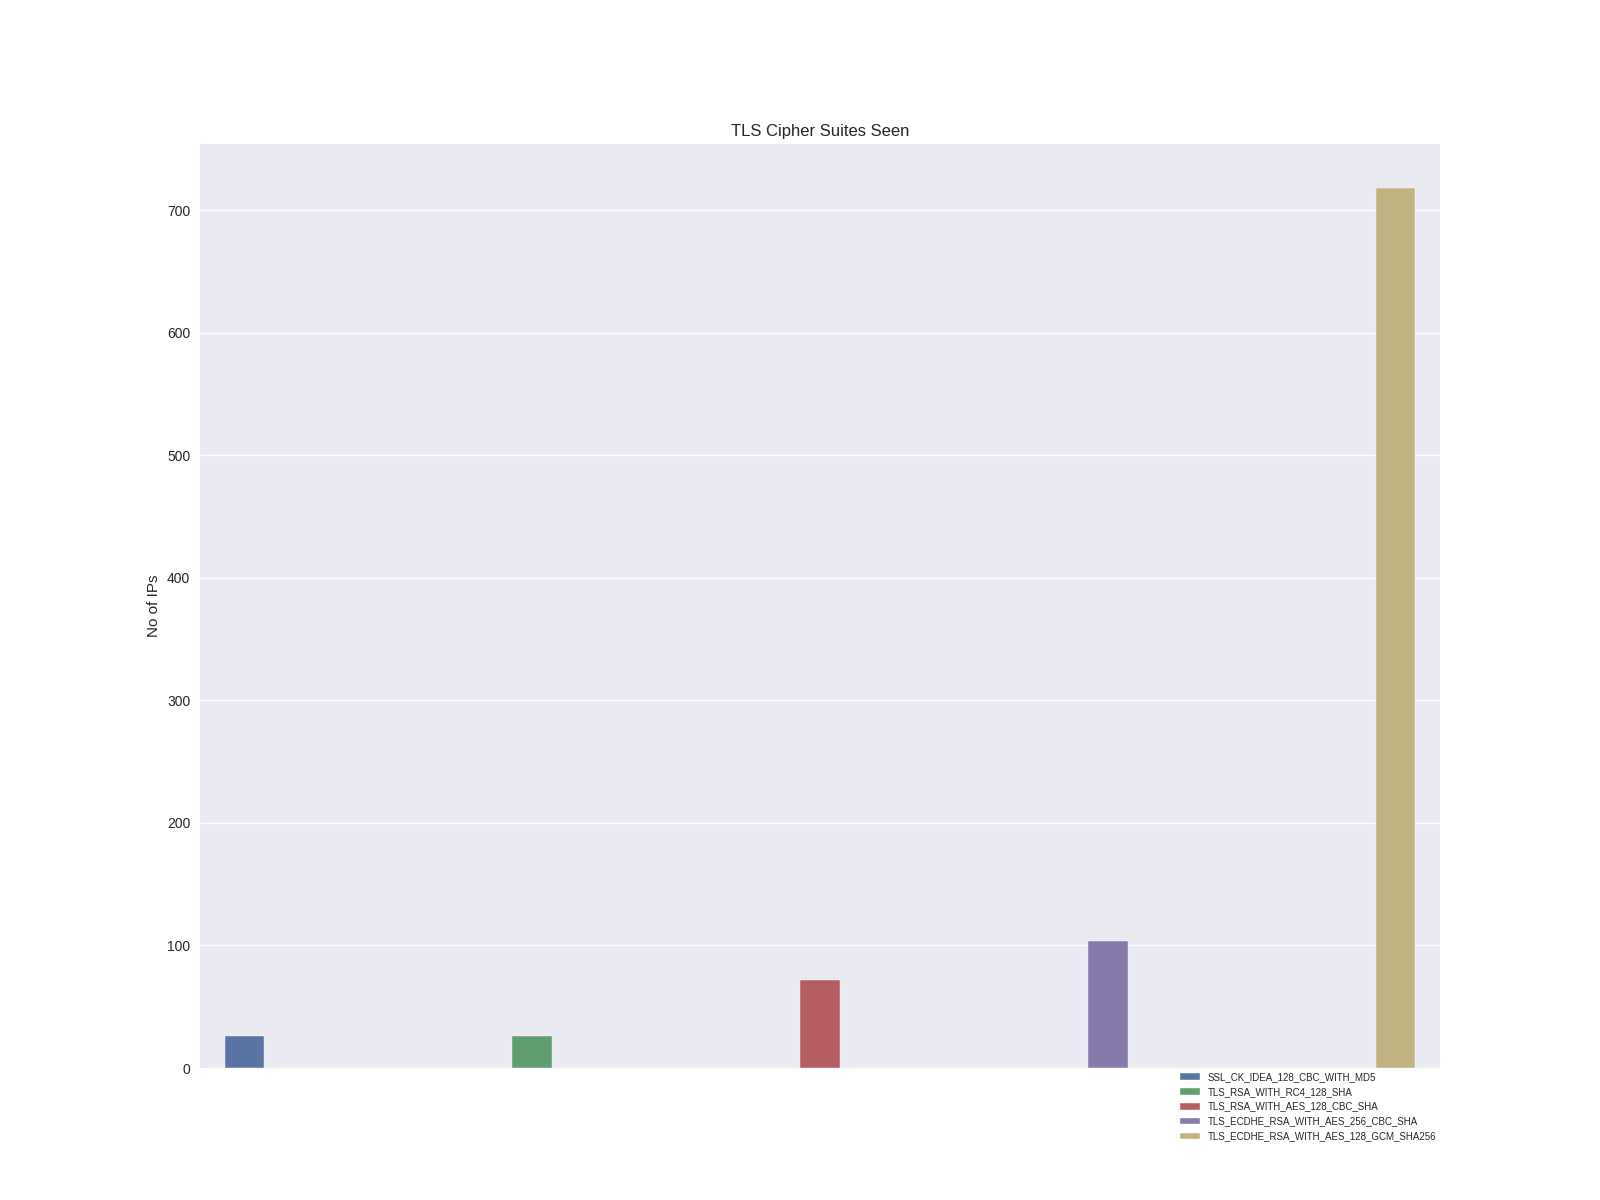 TLS Cipher Suites Seen
700
600
500
400
300
200
100
0
No of IPs
SSL_CK_IDEA_128_CBC_WITH_MD5
TLS_RSA_WITH_RC4_128_SHA
TLS_RSA_WITH_AES_128_CBC_SHA
TLS_ECDHE_RSA_WITH_AES_256_CBC_SHA
TLS_ECDHE_RSA_WITH_AES_128_GCM_SHA256